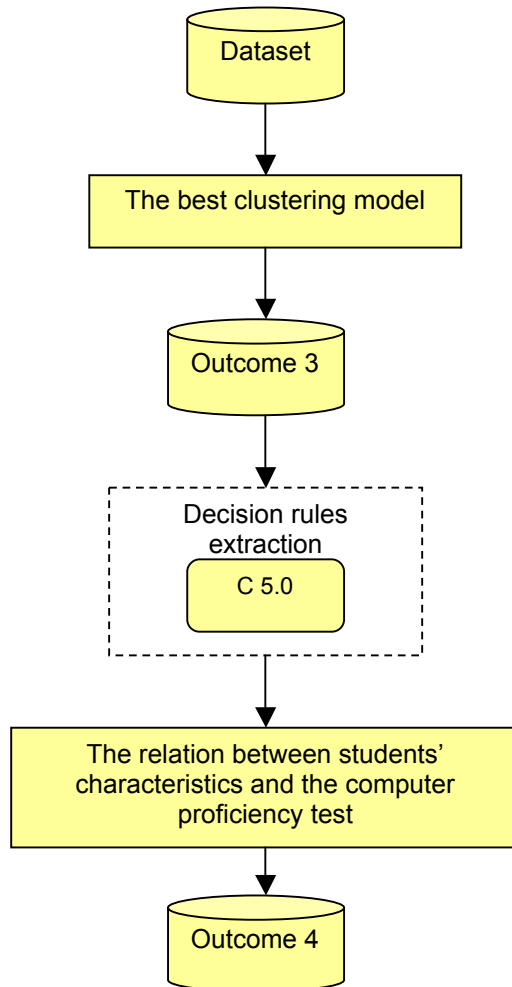 Dataset
The best clustering model
Outcome 3
Decision rules
extraction
C 5.0
The relation between students’
characteristics and the computer
proficiency test
Outcome 4